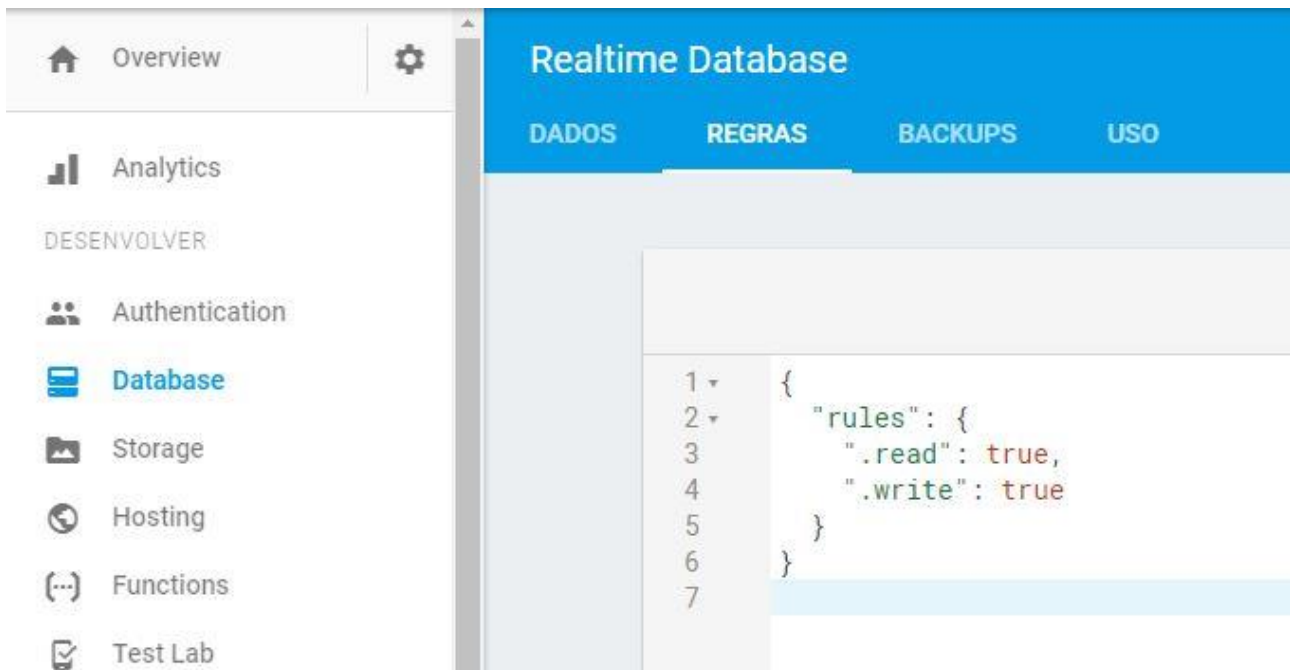 Overview
Analytics
DESENVOLVER
Authentication
Database
Storage
Hosting
Functions
Test Lab
Realtime Database
DADOS REGRAS BACKUPS USO
1 {
2 "rules": {
3 ".read": true,
4 ".write": true
5 }
6 }
7